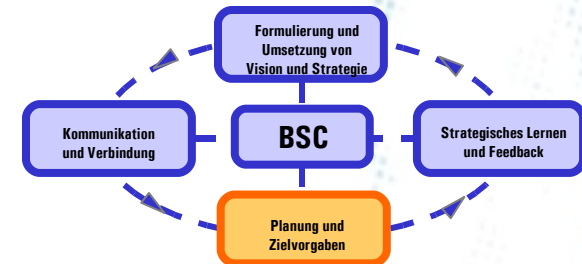 Formulierung und
Umsetzung von
Vision und Strategie
Kommunikation
und Verbindung
BSC
Strategisches Lernen
und Feedback
Planung und
Zielvorgaben